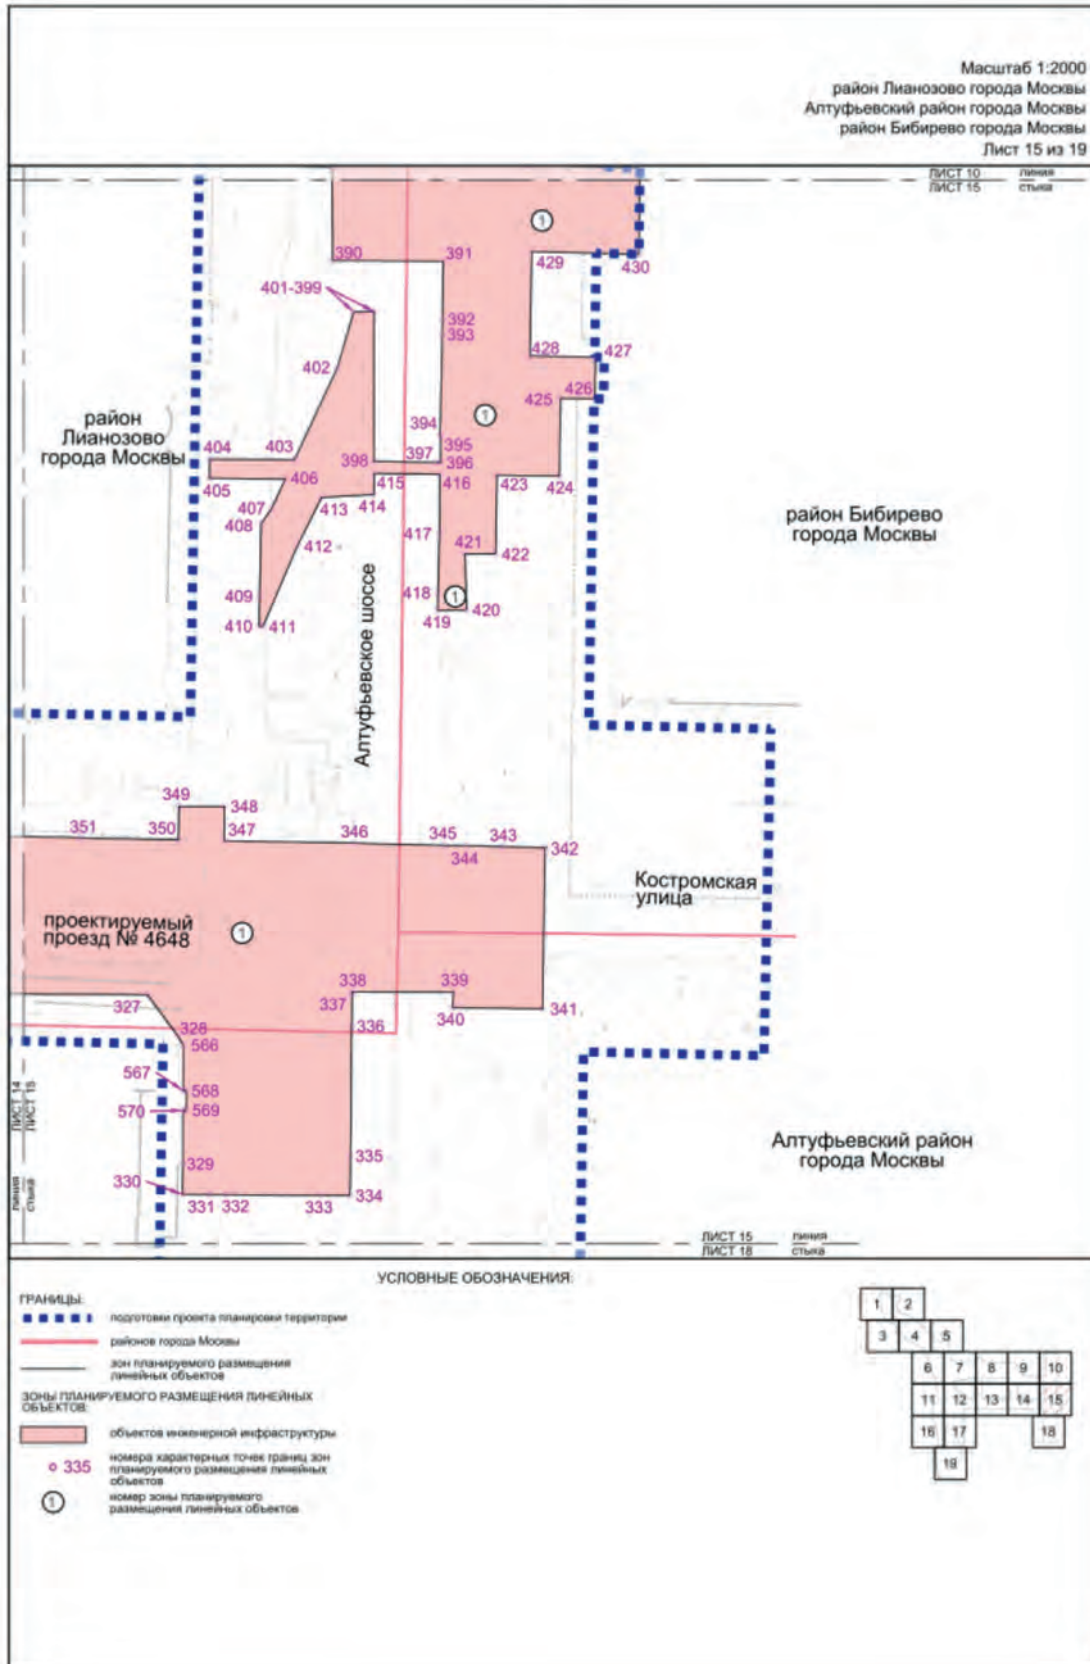 Масштаб 1:2000
район Лианозово города Москвы
Алтуфьевский район города Москвы
район Бибирево города Москвы
Лист 15 из 19
ЛИСТ 10 линия
ЛИСТ 15 стыка
1
390
391
429
430
401-399
392
393
402
428
427
426
425
1
394
район
Лианозово
города Москвы
404
403
398
397
395
396
405
406
415
416
423
424
407
408
413
414
412
417
421
422
район Бибирево
города Москвы
409
418
1
410
411
419
420
Алтуфьевское шоссе
349
348
351
350
347
346
345
344
343
342
Костромская
улица
проектируемый
проезд № 4648
1
338
339
327
337
340
341
328
336
566
567
568
570
569
ЛИСТ 14
ЛИСТ 15
линия
стыка
329
335
330
331
332
333
334
Алтуфьевский район
города Москвы
ЛИСТ 15 линия
ЛИСТ 18 стыка
УСЛОВНЫЕ ОБОЗНАЧЕНИЯ:
ГРАНИЦЫ:
подготовки проекта планировки территории
районов города Москвы
зон планируемого размещения
линейных объектов
ЗОНЫ ПЛАНИРУЕМОГО РАЗМЕЩЕНИЯ ЛИНЕЙНЫХ
ОБЪЕКТОВ:
объектов инженерной инфраструктуры
335
номера характерных точек границ зон
планируемого размещения линейных
объектов
1
номер зоны планируемого
размещения линейных объектов
1 2
3 4 5
6 7 8 9 10
11 12 13 14 15
16 17 18
19